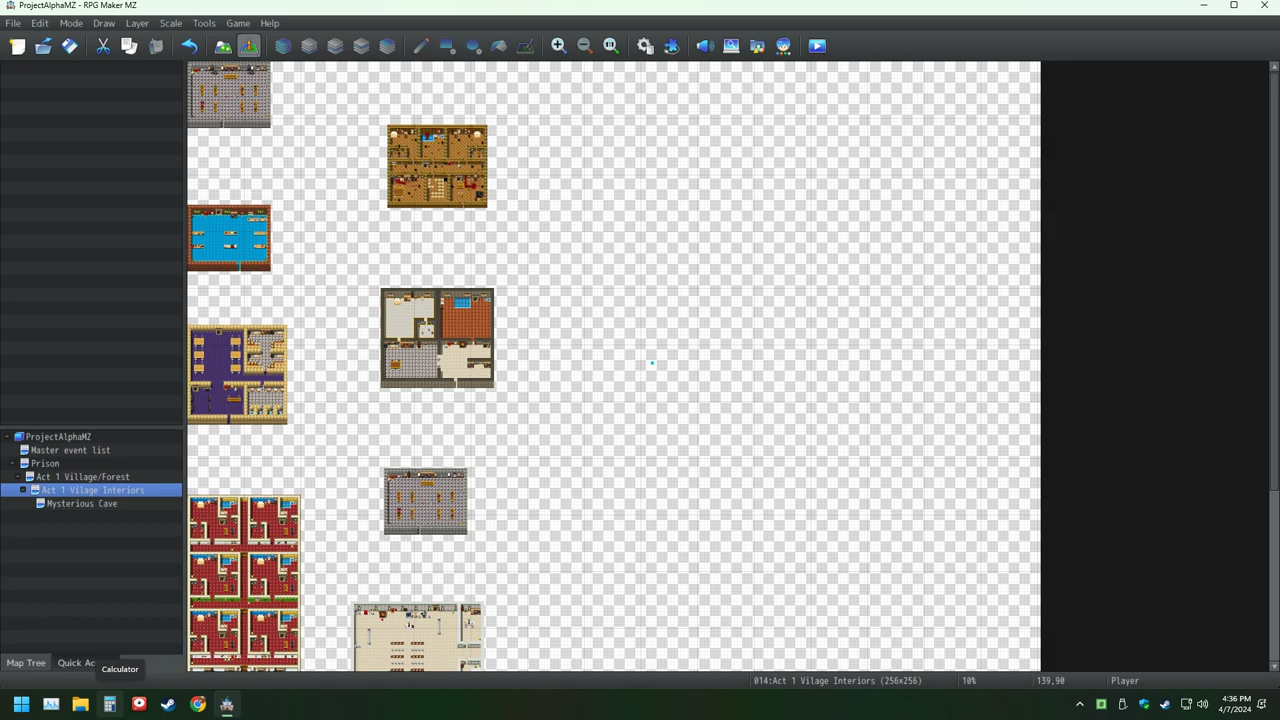 ProjectAlphaMZ - RPG Maker MZ
File Edit Mode Draw Layer Scale Tools Game Help
ProjectAlphaMZ
Master event list
Prison
Act 1 Village/Forest
Act 1 Vilage Interiors
Mysterious Cave
Quick Ac
Calculator
014:Act 1 Vilage Interiors (256x256) 10% 139,90 Player
4:36 PM
4/7/2024